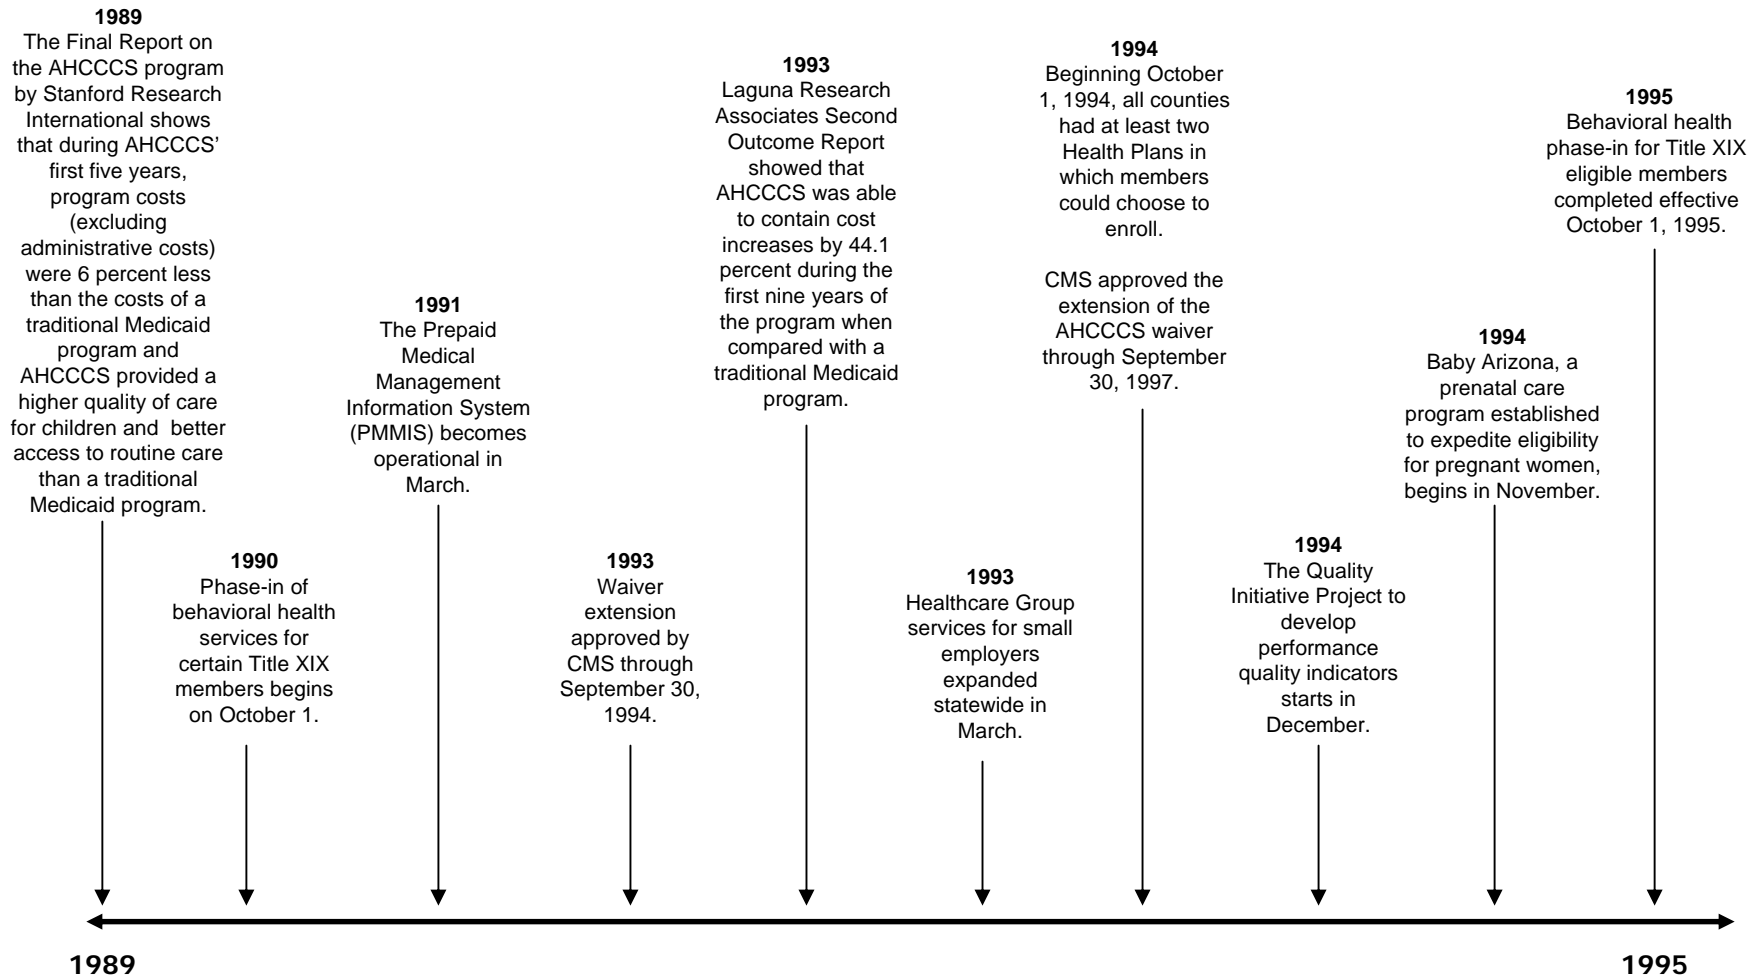 1989
The Final Report on
the AHCCCS program
by Stanford Research
International shows
that during AHCCCS’
first five years,
program costs
(excluding
administrative costs)
were 6 percent less
than the costs of a
traditional Medicaid
program and
AHCCCS provided a
higher quality of care
for children and better
access to routine care
than a traditional
Medicaid program.
1990
Phase-in of
behavioral health
services for
certain Title XIX
members begins
on October 1.
1991
The Prepaid
Medical
Management
Information System
(PMMIS) becomes
operational in
March.
1993
Waiver
extension
approved by
CMS through
September 30,
1994.
1993
Laguna Research
Associates Second
Outcome Report
showed that
AHCCCS was able
to contain cost
increases by 44.1
percent during the
first nine years of
the program when
compared with a
traditional Medicaid
program.
1993
Healthcare Group
services for small
employers
expanded
statewide in
March.
1994
Beginning October
1, 1994, all counties
had at least two
Health Plans in
which members
could choose to
enroll.
CMS approved the
extension of the
AHCCCS waiver
through September
30, 1997.
1994
The Quality
Initiative Project to
develop
performance
quality indicators
starts in
December.
1994
Baby Arizona, a
prenatal care
program established
to expedite eligibility
for pregnant women,
begins in November.
1995
Behavioral health
phase-in for Title XIX
eligible members
completed effective
October 1, 1995.
1989
1995